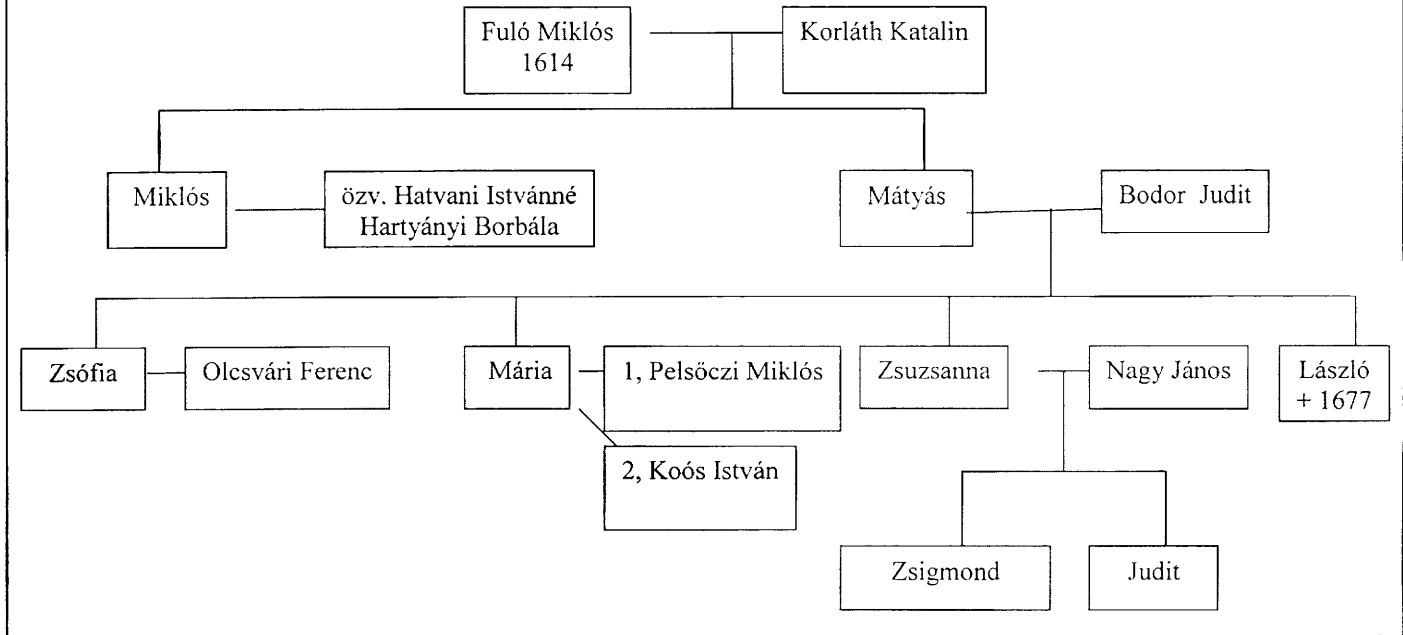 Fuló Miklós
1614
Korláth Katalin
Miklós
özv. Hatvani Istvánné
Hartyányi Borbála
Mátyás
Bodor Judit
Zsófia
Olcsvári Ferenc
Mária
1, Pelsöczi Miklós
2, Koós István
Zsuzsanna
Nagy János
László
+ 1677
Zsigmond
Judit